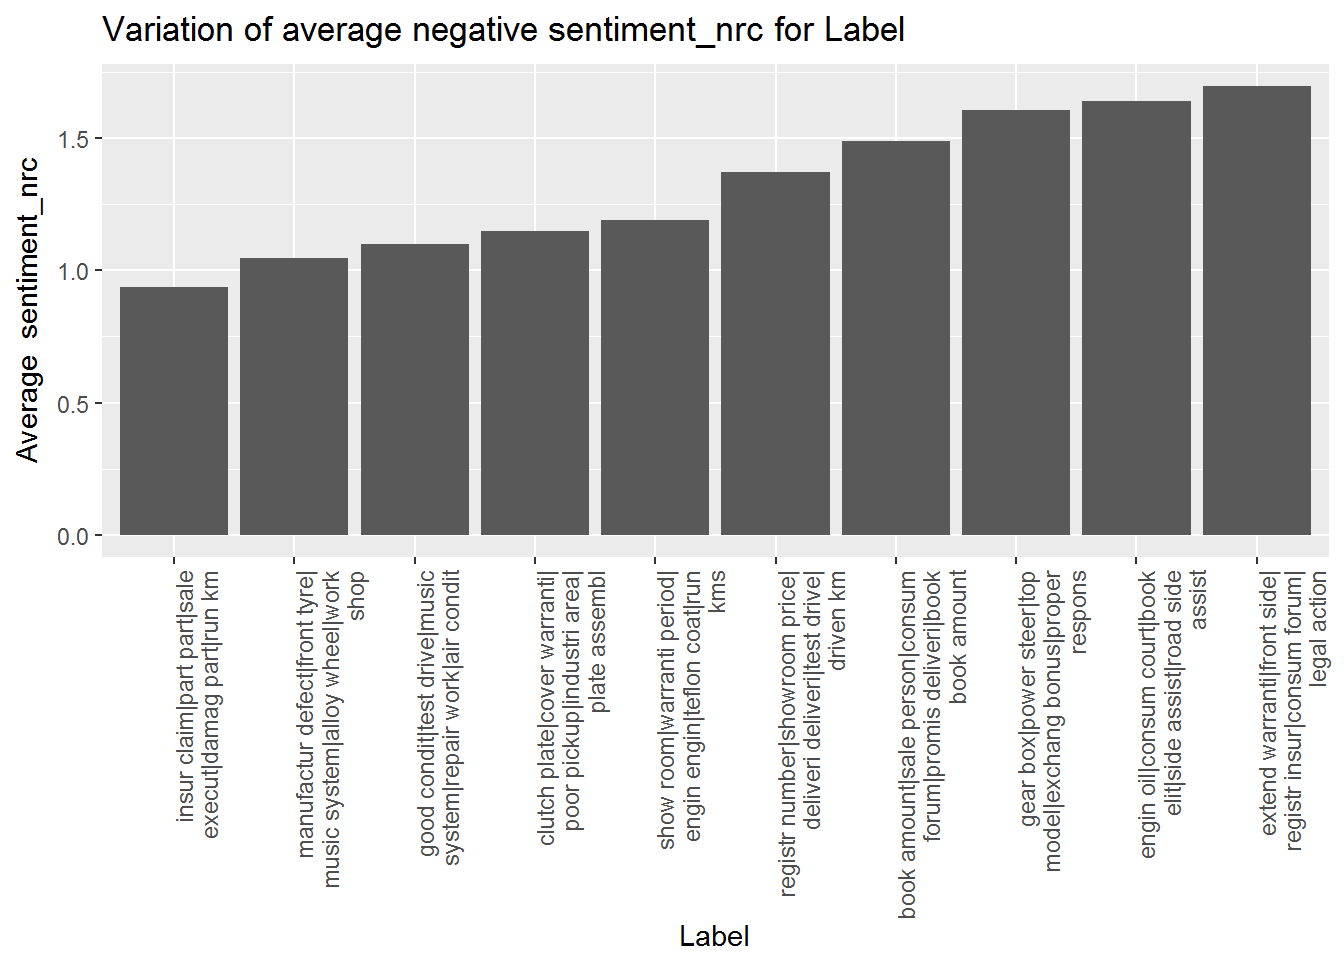 Variation of average negative sentiment_nrc for Label
Average  sentiment_nrc
1.5
1.0
0.5
0.0
insur claim|part part|sale
execut|damag part|run km
manufactur defect|front tyre|
music system|alloy wheel|work
shop
good condit|test drive|music
system|repair work|air condit
clutch plate|cover warranti|
poor pickup|industri area|
plate assembl
show room|warranti period|
engin engin|teflon coat|run
kms
registr number|showroom price|
deliveri deliveri|test drive|
driven km
book amount|sale person|consum
forum|promis deliveri|book
book amount
gear box|power steer|top
model|exchang bonus|proper
respons
engin oil|consum court|book
elit|side assist|road side
assist
extend warranti|front side|
registr insur|consum forum|
legal action
Label